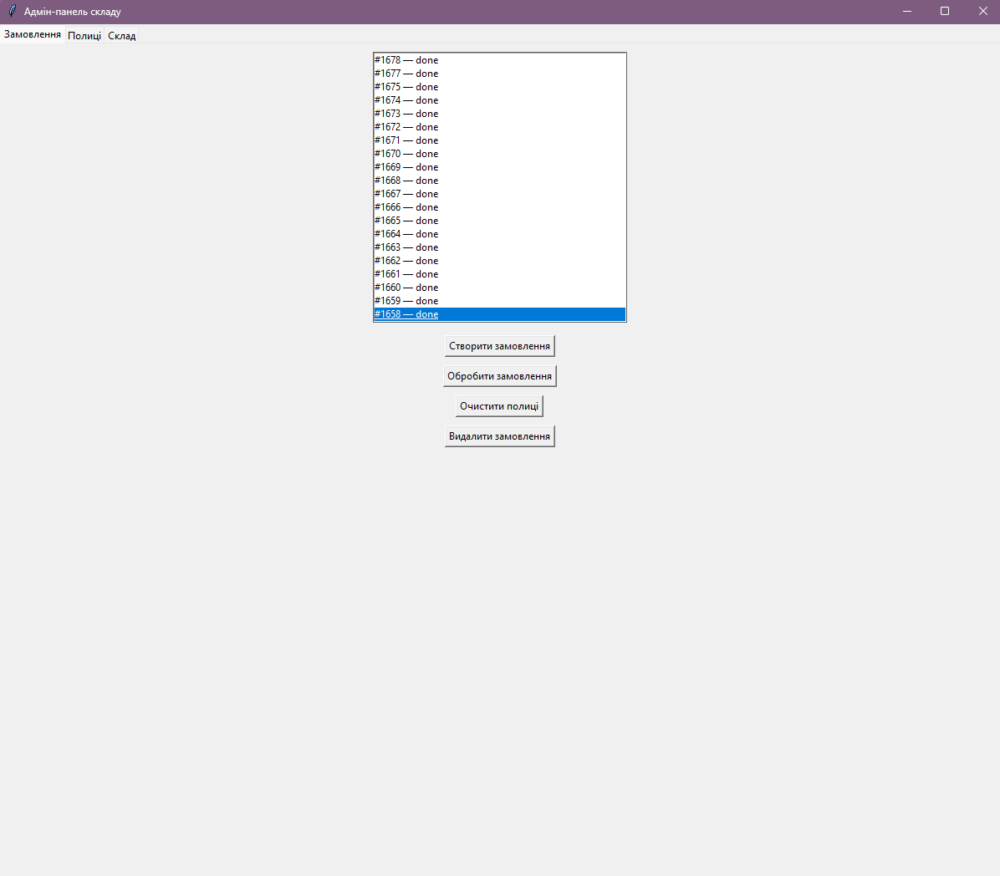 Адмін-панель складу
Замовлення Полиці Склад
#1678 — done
#1677 — done
#1675 — done
#1674 — done
#1673 — done
#1672 — done
#1671 — done
#1670 — done
#1669 — done
#1668 — done
#1667 — done
#1666 — done
#1665 — done
#1664 — done
#1663 — done
#1662 — done
#1661 — done
#1660 — done
#1659 — done
#1658 — done
Створити замовлення
Обробити замовлення
Очистити полиці
Видалити замовлення